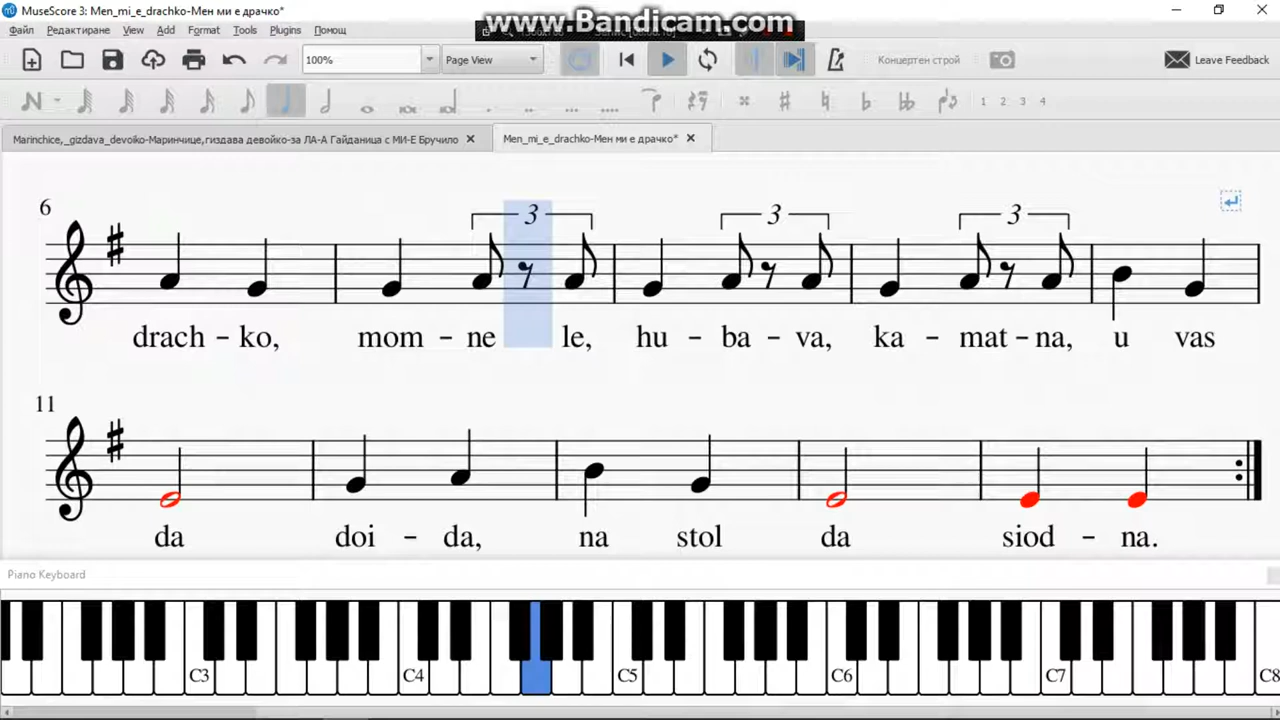 MuseScore 3: Men_mi_e_drachko-Мен ми е драчко*
www.Bandicam.com
Файл Редактиране View Add Format Tools Plugins Помощ
100% Page View Концертен строй Leave Feedback
1 2 3 4
Marinchice,_gizdava_devoiko-Маринчице,гиздава девойко-за ЛА-А Гайданица с МИ-Е Бручило Men_mi_e_drachko-Мен ми е драчко*
6
3 3 3
drach - ko, mom - ne le, hu - ba - va, ka - mat - na, u vas
11
da doi - da, na stol da siod - na.
Piano Keyboard
C3 C4 C5 C6 C7 C8